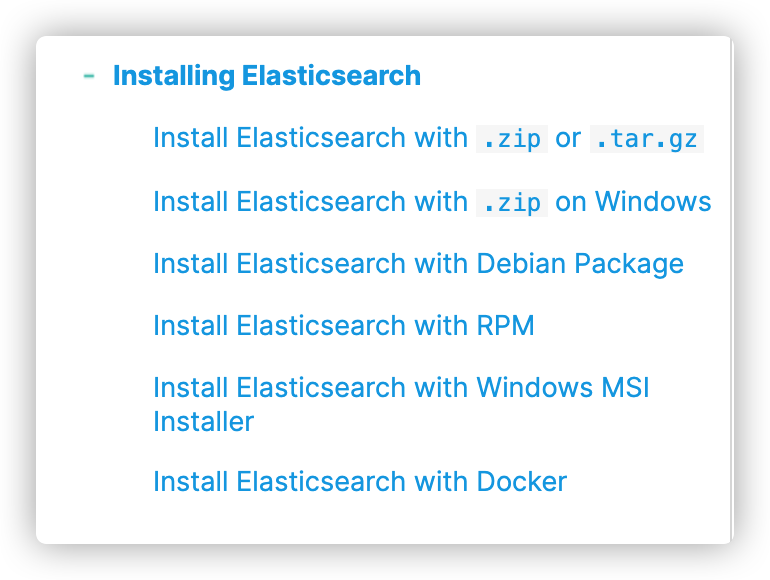 - Installing Elasticsearch
Install Elasticsearch with .zip or .tar.gz
Install Elasticsearch with .zip on Windows
Install Elasticsearch with Debian Package
Install Elasticsearch with RPM
Install Elasticsearch with Windows MSI
Installer
Install Elasticsearch with Docker